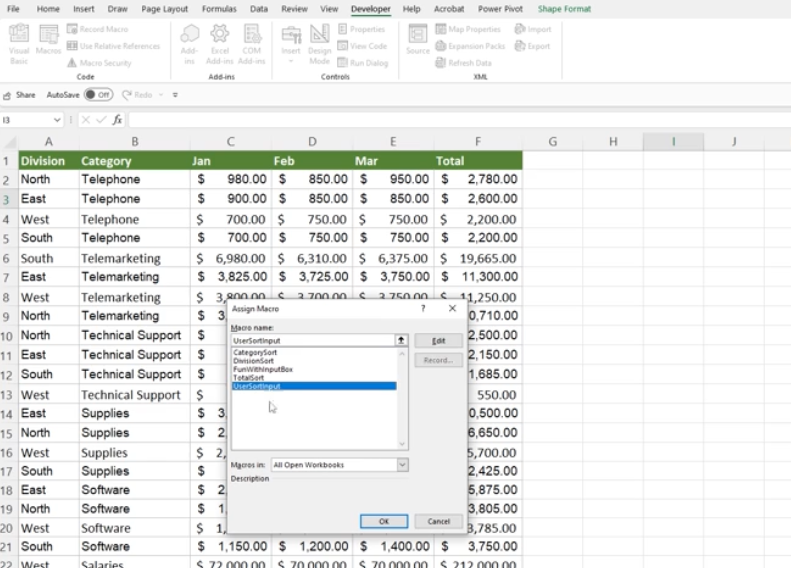 File Home Insert Draw Page Layout Formulas Data Review View Developer Help Acrobat Power Pivot Shape Format
Visual Basic
Macros
Record Macro
Use Relative References
Macro Security
Code
Add-ins
Excel Add-ins
COM Add-ins
Add-ins
Insert
Design Mode
Properties
View Code
Run Dialog
Controls
Source
Map Properties
Expansion Packs
Refresh Data
Import
Export
XML
Share AutoSave Off Redo
I3 fx
A B C D E F G H I J
1 Division Category Jan Feb Mar Total
2 North Telephone $ 980.00 $ 850.00 $ 950.00 $ 2,780.00
3 East Telephone $ 900.00 $ 850.00 $ 850.00 $ 2,600.00
4 West Telephone $ 700.00 $ 750.00 $ 750.00 $ 2,200.00
5 South Telephone $ 700.00 $ 750.00 $ 750.00 $ 2,200.00
6 South Telemarketing $ 6,980.00 $ 6,310.00 $ 6,375.00 $ 19,665.00
7 East Telemarketing $ 3,825.00 $ 3,725.00 $ 3,750.00 $ 11,300.00
8 West Telemarketing $ 3,800.00 $ 3,700.00 $ 3,750.00 $ 11,250.00
9 North Telemarketing $ 3, 0,710.00
10 North Technical Support $ 2,500.00
11 East Technical Support $ 2,150.00
12 South Technical Support $ 1,685.00
13 West Technical Support $ 550.00
14 East Supplies $ 3, 0,500.00
15 North Supplies $ 2, 6,650.00
16 West Supplies $ 2, 5,700.00
17 South Supplies $ 2,425.00
18 East Software $ 2 5,875.00
19 North Software $ 1, 3,805.00
20 West Software $ 1, 3,785.00
21 South Software $ 1,150.00 $ 1,200.00 $ 1,400.00 $ 3,750.00
22 West Salaries $ 72,000.00 $ 70,000.00 $ 70,000.00 $ 212,000.00
Assign Macro ?
Macro name:
UserSortInput
Edit
CategorySort
Record...
DivisionSort
FunWithInputBox
TotalSort
UserSortInput
Macros in: All Open Workbooks
Description
OK Cancel